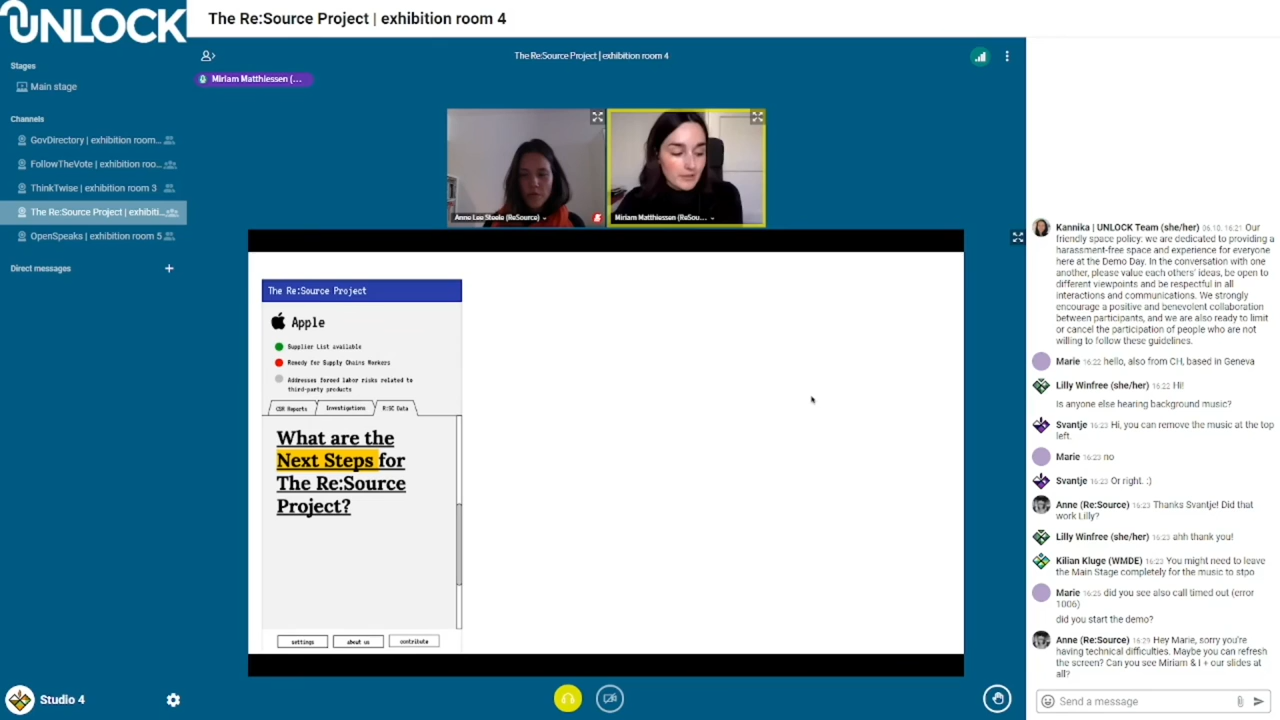 UNLOCK
The Re:Source Project | exhibition room 4
Stages
Main stage
Channels
GovDirectory | exhibition room...
FollowTheVote | exhibition roo...
ThinkTwise | exhibition room 3
The Re:Source Project | exhibiti...
OpenSpeaks | exhibition room 5
Direct messages
+
Studio 4
The Re:Source Project | exhibition room 4
Miriam Matthiessen (...
Anne Lee Steele (ReSource)
Miriam Matthiessen (ReSou...
The Re:Source Project
Apple
Supplier List available
Remedy for Supply Chains Workers
Addresses forced labor risks related to
third-party products
CSR Reports
Investigations
R:SC Data
What are the
Next Steps for
The Re:Source
Project?
settings
about us
contribute
Kannika | UNLOCK Team (she/her) 06.10. 16:21 Our
friendly space policy: we are dedicated to providing a
harassment-free space and experience for everyone
here at the Demo Day. In the conversation with one
another, please value each others' ideas, be open to
different viewpoints and be respectful in all
interactions and communications. We strongly
encourage a positive and benevolent collaboration
between participants, and we are also ready to limit
or cancel the participation of people who are not
willing to follow these guidelines.
Marie 16:22 hello, also from CH, based in Geneva
Lilly Winfree (she/her) 16:22 Hi!
Is anyone else hearing background music?
Svantje 16:23 Hi, you can remove the music at the top
left.
Marie 16:23 no
Svantje 16:23 Or right. :)
Anne (Re:Source) 16:23 Thanks Svantje! Did that
work Lilly?
Lilly Winfree (she/her) 16:23 ahh thank you!
Kilian Kluge (WMDE) 16:23 You might need to leave
the Main Stage completely for the music to stpo
Marie 16:25 did you see also call timed out (error
1006)
did you start the demo?
Anne (Re:Source) 16:29 Hey Marie, sorry you're
having technical difficulties. Maybe you can refresh
the screen? Can you see Miriam & I + our slides at
all?
Send a message